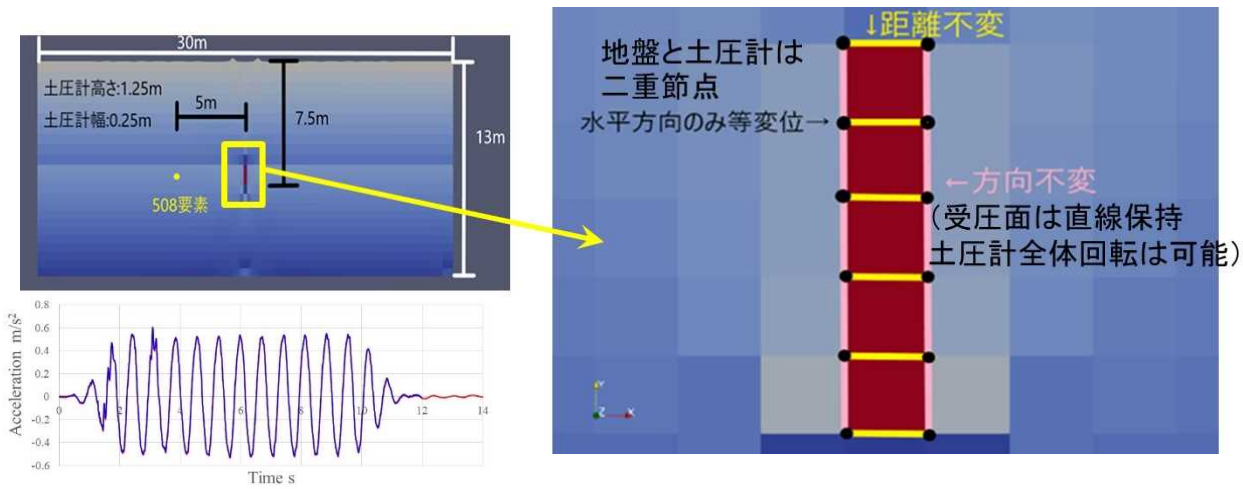 30m
土圧計高さ:1.25m
土圧計幅:0.25m
5m
7.5m
13m
508要素
Acceleration m/s²
0.8
0.6
0.4
0.2
0
-0.2
-0.4
-0.6
0
2
4
6
8
10
12
14
Time s
↓距離不変
地盤と土圧計は
二重節点
水平方向のみ等変位→
←方向不変
(受圧面は直線保持
土圧計全体回転は可能)
Y
Z
X